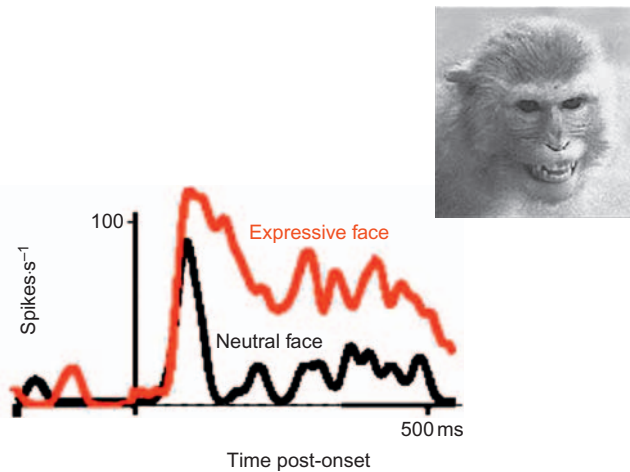 100
Expressive face
Spikes·s⁻¹
Neutral face
500 ms
Time post-onset